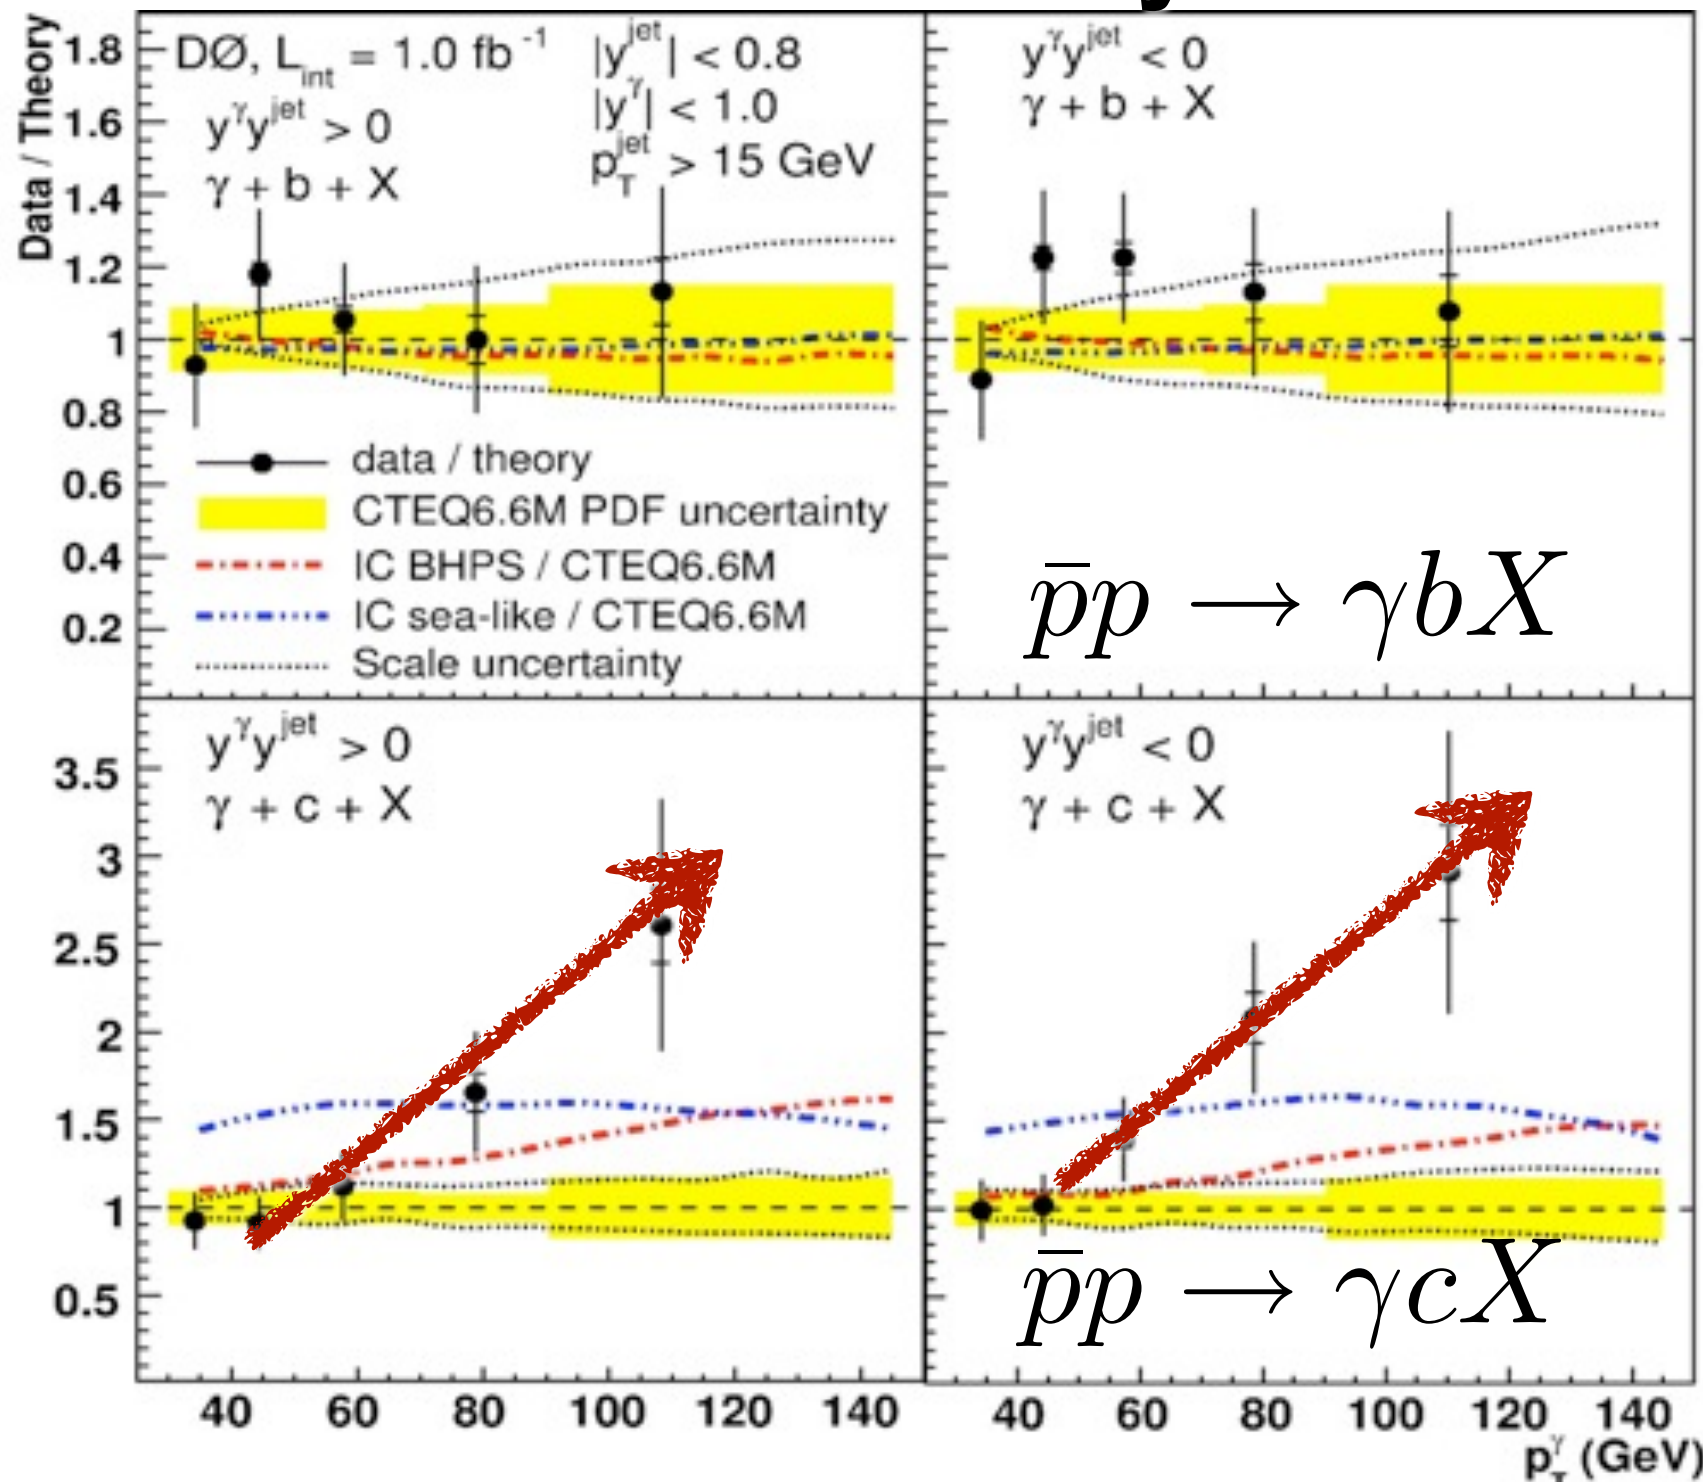 Data / Theory
1.8
1.6
1.4
1.2
1
0.8
0.6
0.4
0.2
DØ, L_int = 1.0 fb^-1
y^γ y^jet > 0
γ + b + X
|y^jet| < 0.8
|y^γ| < 1.0
p_T^jet > 15 GeV
data / theory
CTEQ6.6M PDF uncertainty
IC BHPS / CTEQ6.6M
IC sea-like / CTEQ6.6M
Scale uncertainty
y^γ y^jet < 0
γ + b + X
p̄p → γbX
3.5
3
2.5
2
1.5
1
0.5
y^γ y^jet > 0
γ + c + X
y^γ y^jet < 0
γ + c + X
p̄p → γcX
40 60 80 100 120 140
40 60 80 100 120 140
p_T^γ (GeV)